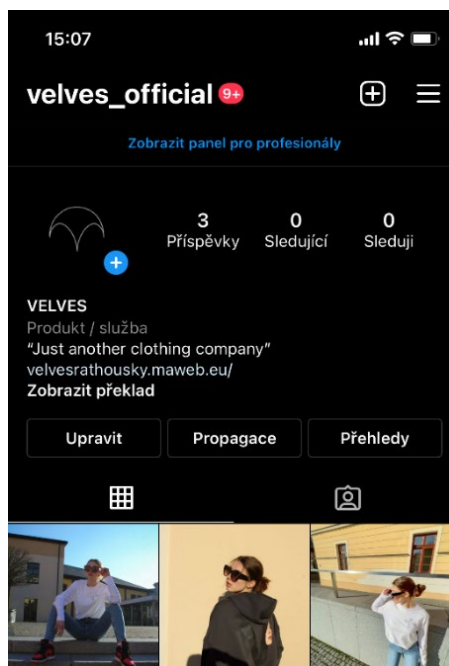 15:07
velves_official 9+
Zobrazit panel pro profesionály
3 0 0
Příspěvky Sledující Sleduji
VELVES
Produkt / služba
“Just another clothing company”
velvesrathousky.maweb.eu/
Zobrazit překlad
Upravit Propagace Přehledy